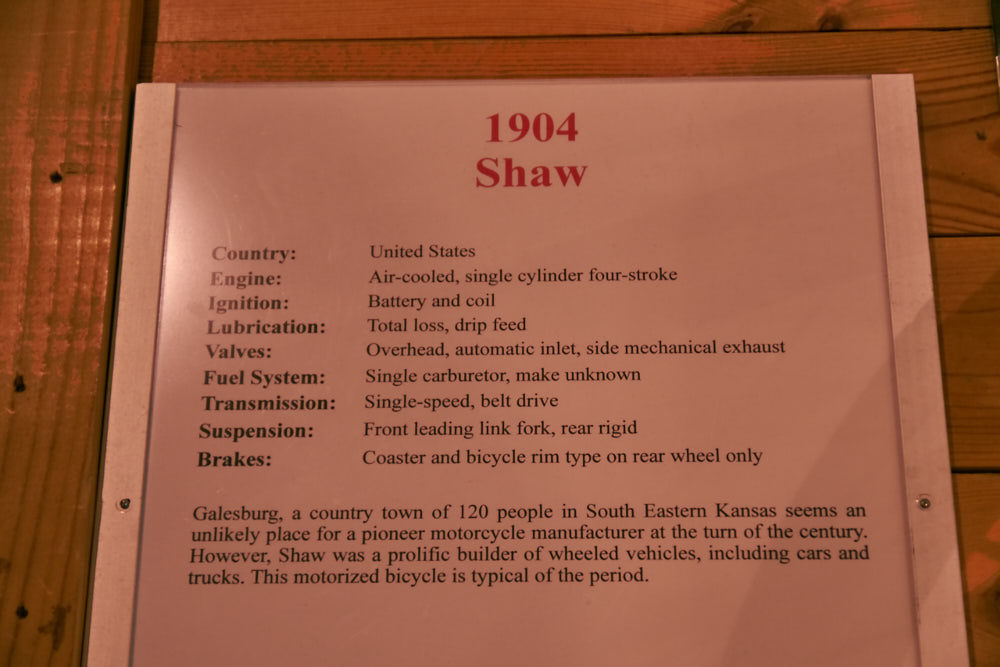 1904
Shaw
Country: United States
Engine: Air-cooled, single cylinder four-stroke
Ignition: Battery and coil
Lubrication: Total loss, drip feed
Valves: Overhead, automatic inlet, side mechanical exhaust
Fuel System: Single carburetor, make unknown
Transmission: Single-speed, belt drive
Suspension: Front leading link fork, rear rigid
Brakes: Coaster and bicycle rim type on rear wheel only
Galesburg, a country town of 120 people in South Eastern Kansas seems an
unlikely place for a pioneer motorcycle manufacturer at the turn of the century.
However, Shaw was a prolific builder of wheeled vehicles, including cars and
trucks. This motorized bicycle is typical of the period.